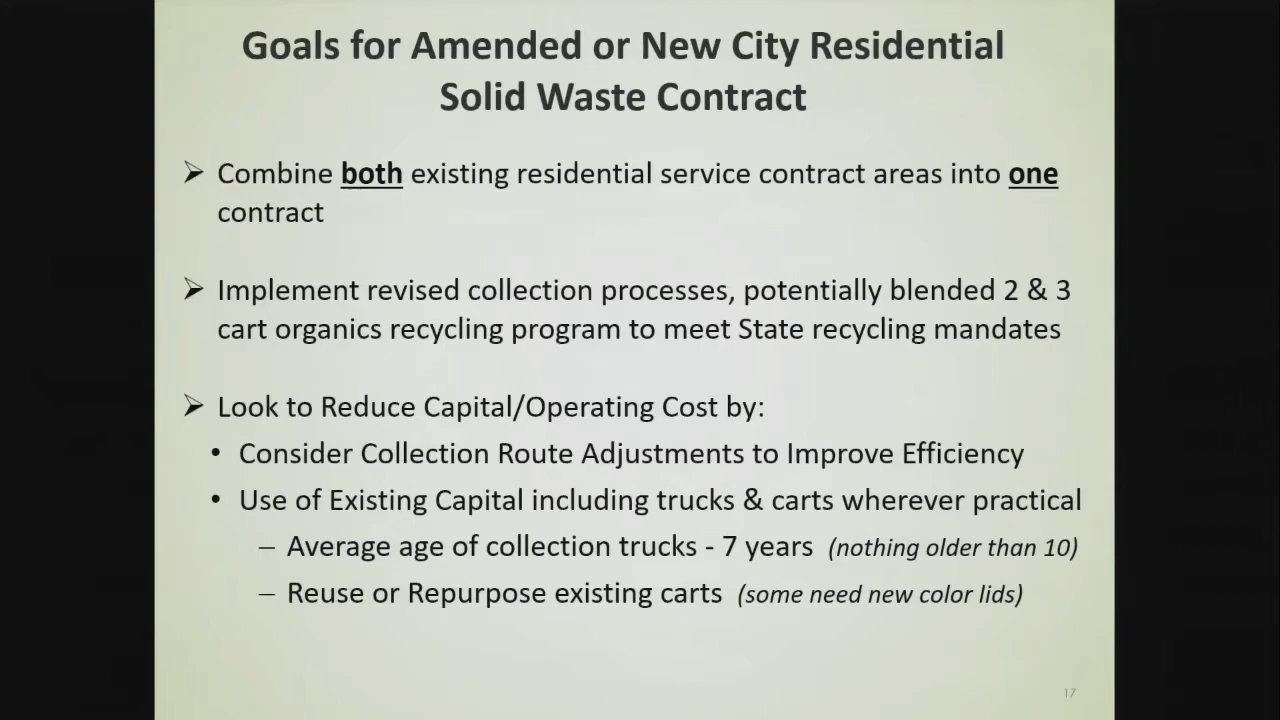 Goals for Amended or New City Residential
Solid Waste Contract
➢ Combine both existing residential service contract areas into one
contract
➢ Implement revised collection processes, potentially blended 2 & 3
cart organics recycling program to meet State recycling mandates
➢ Look to Reduce Capital/Operating Cost by:
• Consider Collection Route Adjustments to Improve Efficiency
• Use of Existing Capital including trucks & carts wherever practical
– Average age of collection trucks - 7 years (nothing older than 10)
– Reuse or Repurpose existing carts (some need new color lids)
17